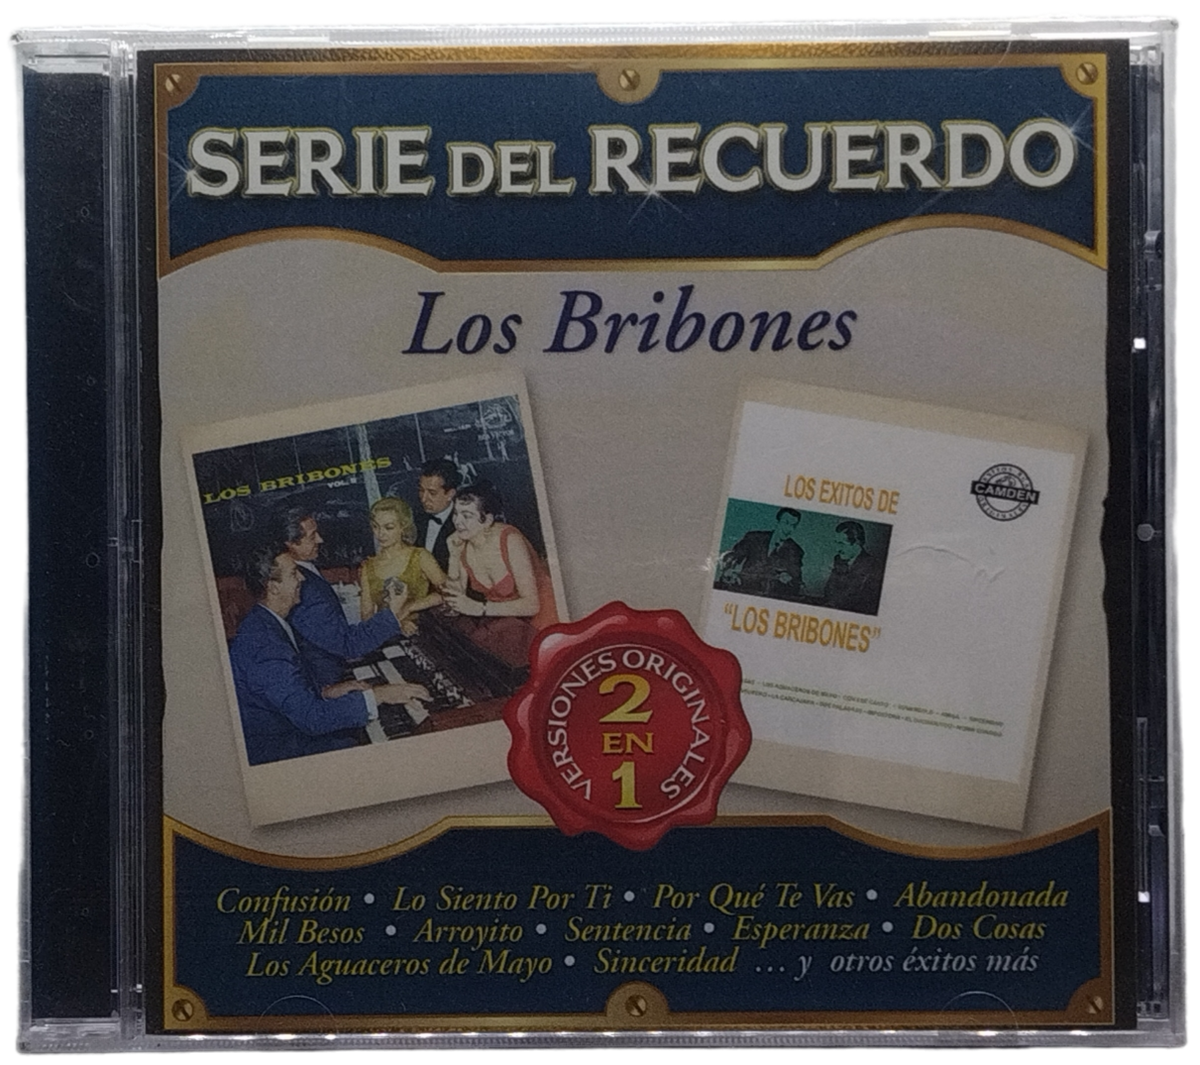 SERIE DEL RECUERDO
Los Bribones
LOS BRIBONES
VOL. II
LOS EXITOS DE
"LOS BRIBONES"
CAMDEN
VERSIONES ORIGINALES
2
EN
1
Confusión • Lo Siento Por Ti • Por Qué Te Vas • Abandonada
Mil Besos • Arroyito • Sentencia • Esperanza • Dos Cosas
Los Aguaceros de Mayo • Sinceridad ... y otros éxitos más